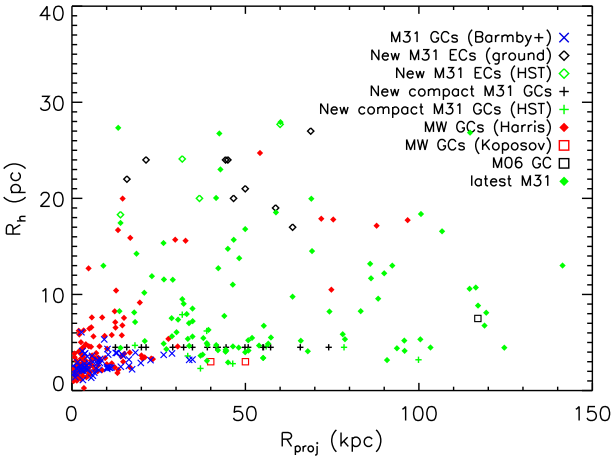 40
30
20
10
0
R_h (pc)
M31 GCs (Barmby+)
New M31 ECs (ground)
New M31 ECs (HST)
New compact M31 GCs
New compact M31 GCs (HST)
MW GCs (Harris)
MW GCs (Koposov)
M06 GC
latest M31
0 50 100 150
R_proj (kpc)